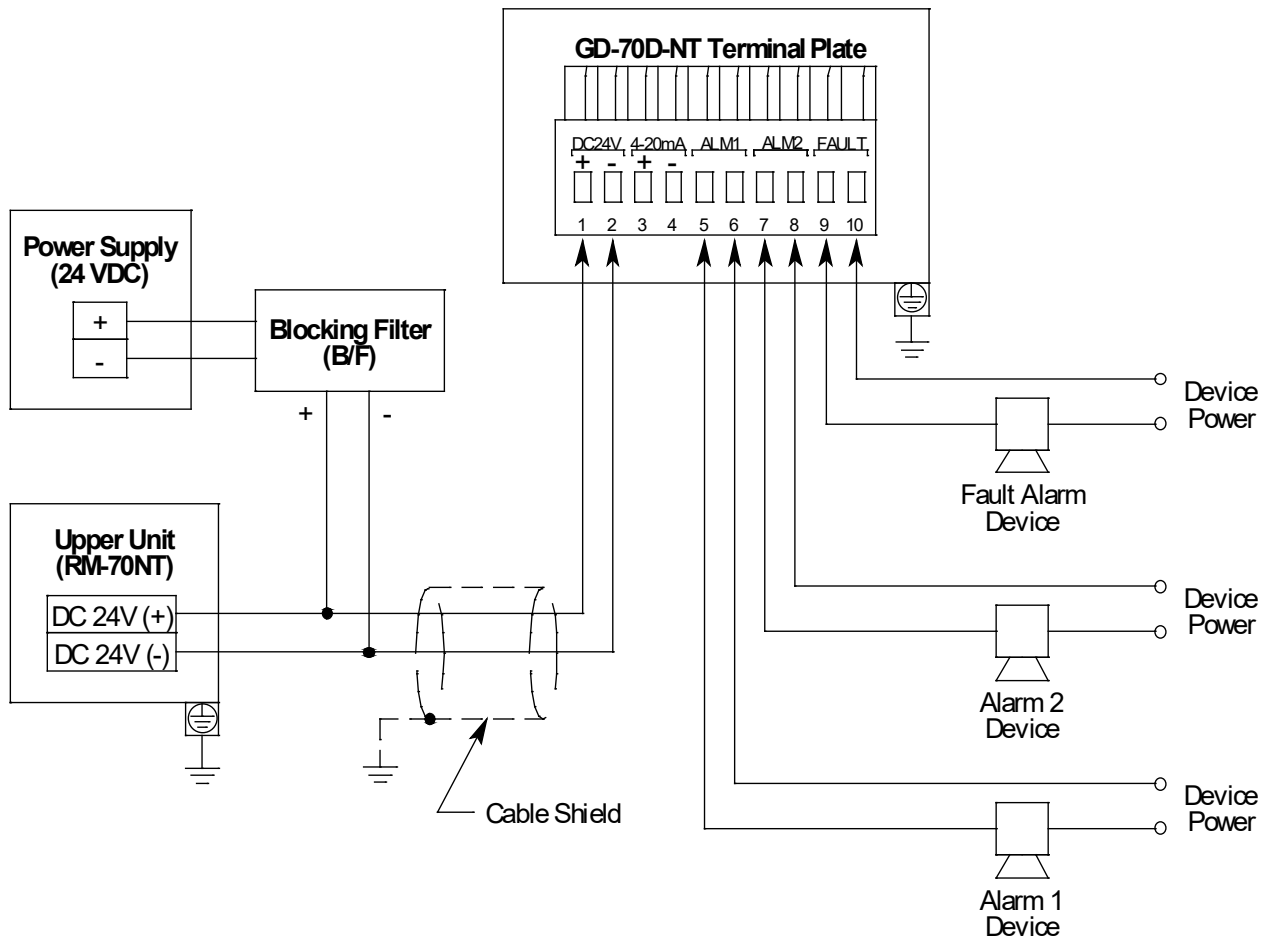 GD-70D-NT Terminal Plate
DC24V 4-20mA ALM1 ALM2 FAULT
+ - + -
1 2 3 4 5 6 7 8 9 10
Power Supply
(24 VDC)
+
-
Blocking Filter
(B/F)
+ -
Upper Unit
(RM-70NT)
DC 24V (+)
DC 24V (-)
Cable Shield
Device
Power
Fault Alarm
Device
Device
Power
Alarm 2
Device
Device
Power
Alarm 1
Device